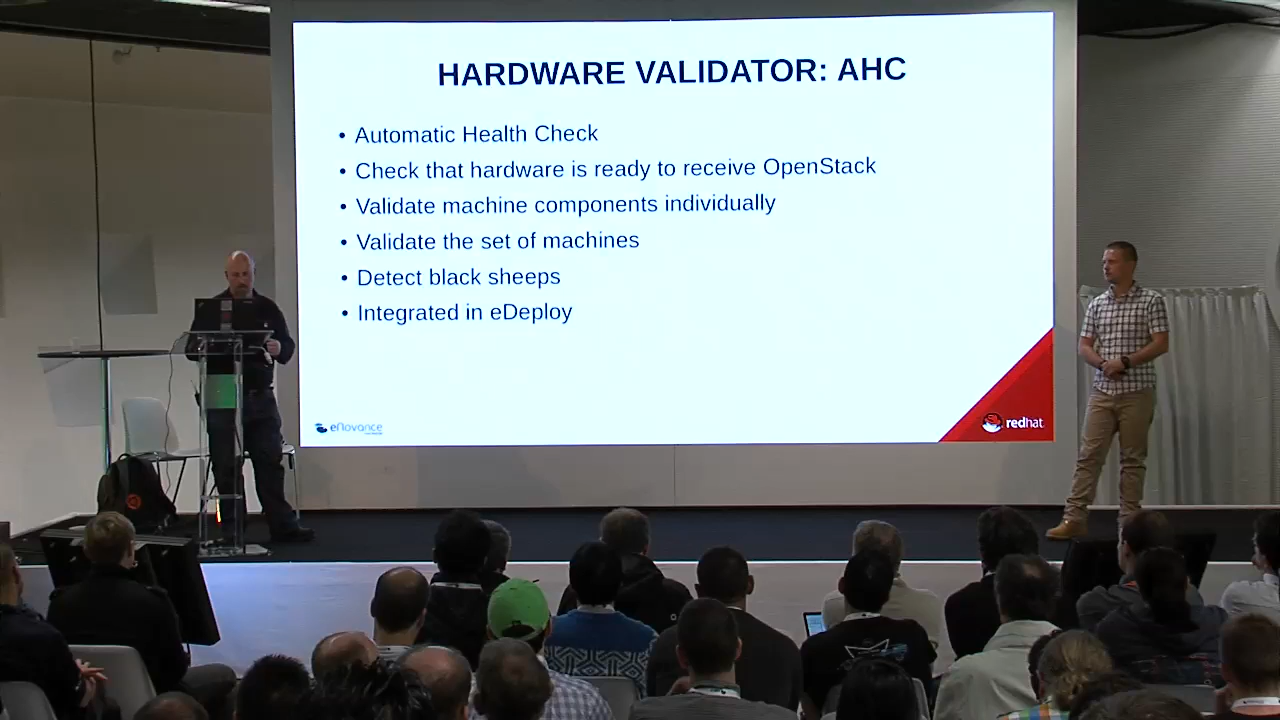 HARDWARE VALIDATOR: AHC
• Automatic Health Check
• Check that hardware is ready to receive OpenStack
• Validate machine components individually
• Validate the set of machines
• Detect black sheeps
• Integrated in eDeploy
eNovance
redhat